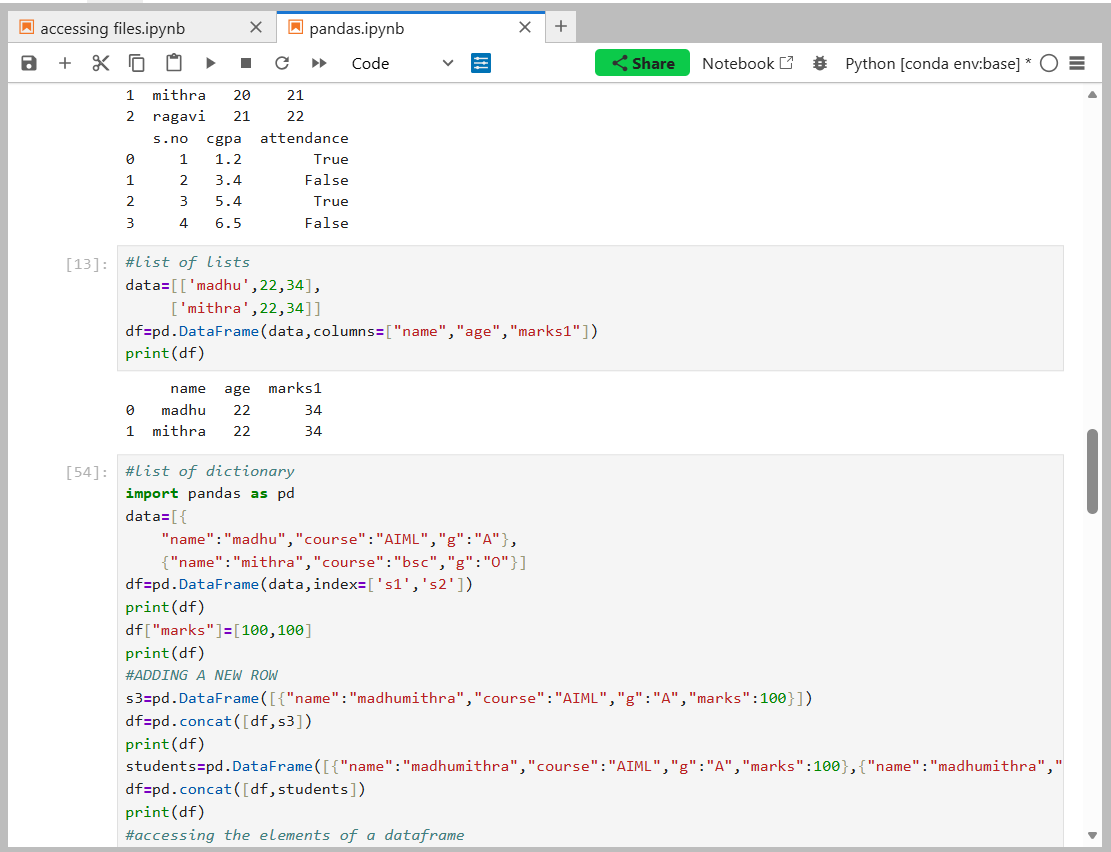 accessing files.ipynb
pandas.ipynb
Code
Share
Notebook
Python [conda env:base] *
1  mithra   20    21
2  ragavi   21    22
   s.no  cgpa  attendance
0     1   1.2        True
1     2   3.4       False
2     3   5.4        True
3     4   6.5       False
[13]:
#list of lists
data=[['madhu',22,34],
     ['mithra',22,34]]
df=pd.DataFrame(data,columns=["name","age","marks1"])
print(df)
     name  age  marks1
0   madhu   22      34
1  mithra   22      34
[54]:
#list of dictionary
import pandas as pd
data=[{
    "name":"madhu","course":"AIML","g":"A"},
    {"name":"mithra","course":"bsc","g":"O"}]
df=pd.DataFrame(data,index=['s1','s2'])
print(df)
df["marks"]=[100,100]
print(df)
#ADDING A NEW ROW
s3=pd.DataFrame([{"name":"madhumithra","course":"AIML","g":"A","marks":100}])
df=pd.concat([df,s3])
print(df)
students=pd.DataFrame([{"name":"madhumithra","course":"AIML","g":"A","marks":100},{"name":"madhumithra","
df=pd.concat([df,students])
print(df)
#accessing the elements of a dataframe